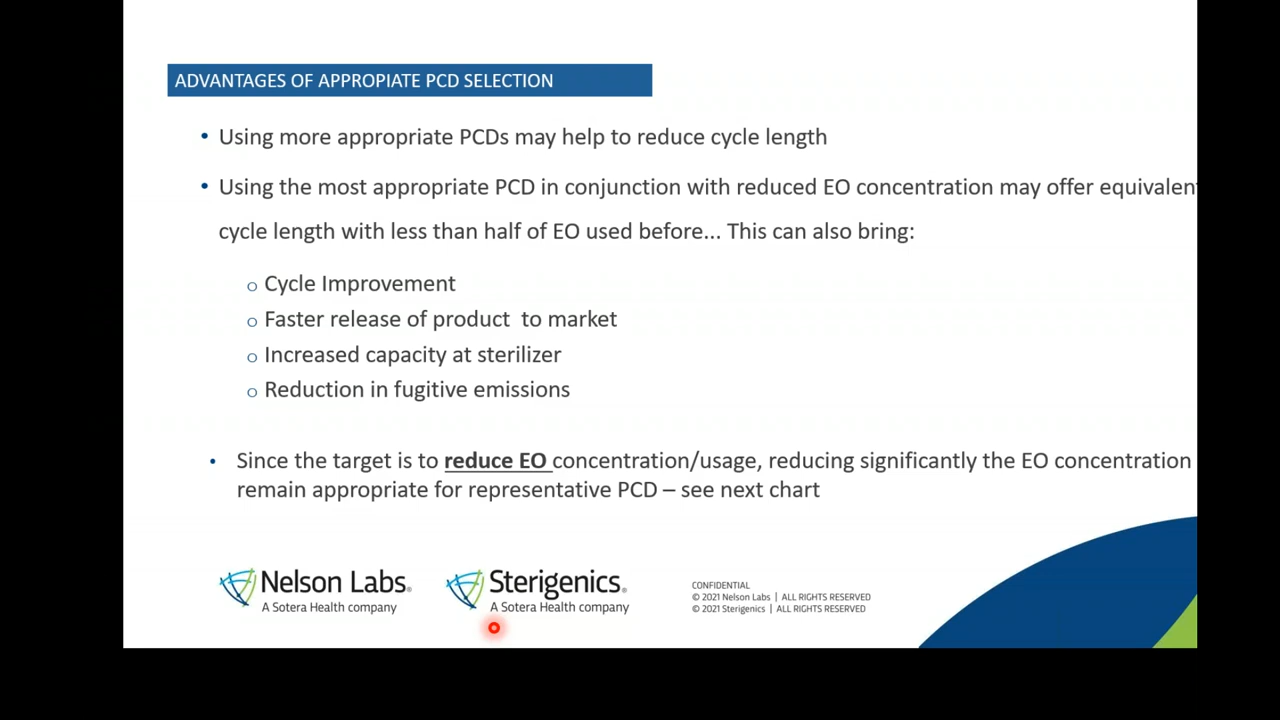 ADVANTAGES OF APPROPIATE PCD SELECTION
• Using more appropriate PCDs may help to reduce cycle length
• Using the most appropriate PCD in conjunction with reduced EO concentration may offer equivalen
cycle length with less than half of EO used before... This can also bring:
o Cycle Improvement
o Faster release of product to market
o Increased capacity at sterilizer
o Reduction in fugitive emissions
• Since the target is to reduce EO concentration/usage, reducing significantly the EO concentration
remain appropriate for representative PCD – see next chart
Nelson Labs®
A Sotera Health company
Sterigenics®
A Sotera Health company
CONFIDENTIAL
© 2021 Nelson Labs | ALL RIGHTS RESERVED
© 2021 Sterigenics | ALL RIGHTS RESERVED